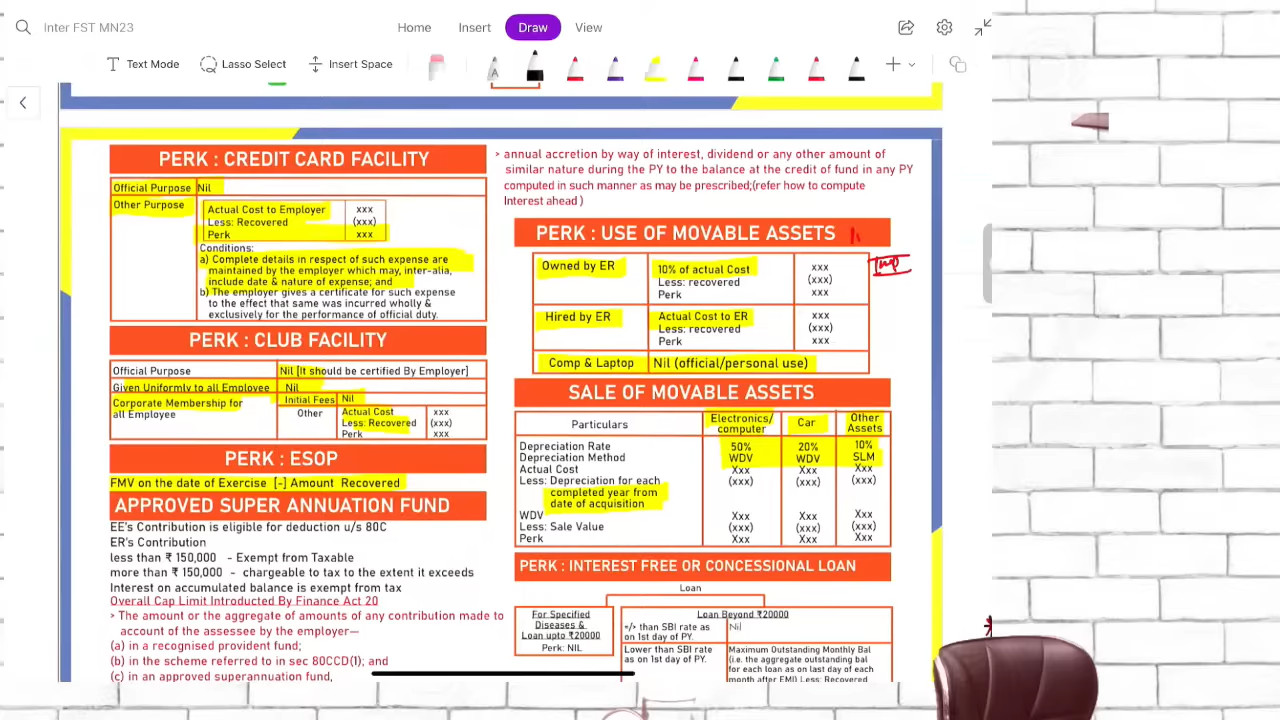 Inter FST MN23
Home Insert Draw View
Text Mode Lasso Select Insert Space
PERK : CREDIT CARD FACILITY
Official Purpose Nil
Other Purpose
Actual Cost to Employer xxx
Less: Recovered (xxx)
Perk xxx
Conditions:
a) Complete details in respect of such expense are
maintained by the employer which may, inter-alia,
include date & nature of expense; and
b) The employer gives a certificate for such expense
to the effect that same was incurred wholly &
exclusively for the performance of official duty.
PERK : CLUB FACILITY
Official Purpose Nil [It should be certified By Employer]
Given Uniformly to all Employee Nil
Corporate Membership for
all Employee
Initial Fees Nil
Other Actual Cost xxx
Less: Recovered (xxx)
Perk xxx
PERK : ESOP
FMV on the date of Exercise [-] Amount Recovered
APPROVED SUPER ANNUATION FUND
EE's Contribution is eligible for deduction u/s 80C
ER's Contribution
less than ₹ 150,000 - Exempt from Taxable
more than ₹ 150,000 - chargeable to tax to the extent it exceeds
Interest on accumulated balance is exempt from tax
Overall Cap Limit Introducted By Finance Act 20
> The amount or the aggregate of amounts of any contribution made to
account of the assessee by the employer—
(a) in a recognised provident fund;
(b) in the scheme referred to in sec 80CCD(1); and
(c) in an approved superannuation fund,
> annual accretion by way of interest, dividend or any other amount of
similar nature during the PY to the balance at the credit of fund in any PY
computed in such manner as may be prescribed;(refer how to compute
Interest ahead )
PERK : USE OF MOVABLE ASSETS
Imp
Owned by ER 10% of actual Cost xxx
Less: recovered (xxx)
Perk xxx
Hired by ER Actual Cost to ER xxx
Less: recovered (xxx)
Perk xxx
Comp & Laptop Nil (official/personal use)
SALE OF MOVABLE ASSETS
Particulars Electronics/ computer Car Other Assets
Depreciation Rate 50% 20% 10%
Depreciation Method WDV WDV SLM
Actual Cost Xxx Xxx Xxx
Less: Depreciation for each (xxx) (xxx) (xxx)
completed year from
date of acquisition
WDV Xxx Xxx Xxx
Less: Sale Value (xxx) (xxx) (xxx)
Perk Xxx Xxx Xxx
PERK : INTEREST FREE OR CONCESSIONAL LOAN
Loan
For Specified
Diseases &
Loan upto ₹20000
Perk: NIL
Loan Beyond ₹20000
=/> than SBI rate as
on 1st day of PY.
Nil
Lower than SBI rate
as on 1st day of PY.
Maximum Outstanding Monthly Bal
(i.e. the aggregate outstanding bal
for each loan as on last day of each
month after EMI) Less: Recovered